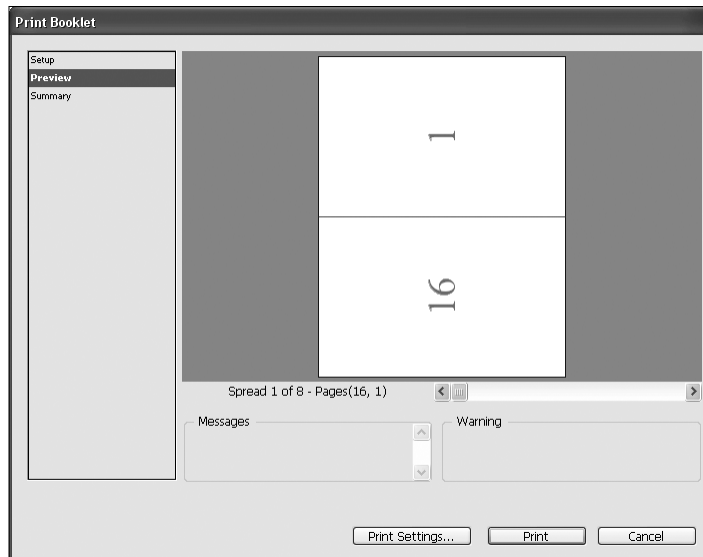 Print Booklet
Setup
Preview
Summary
1
16
Spread 1 of 8 - Pages(16, 1)
Messages
Warning
Print Settings...
Print
Cancel